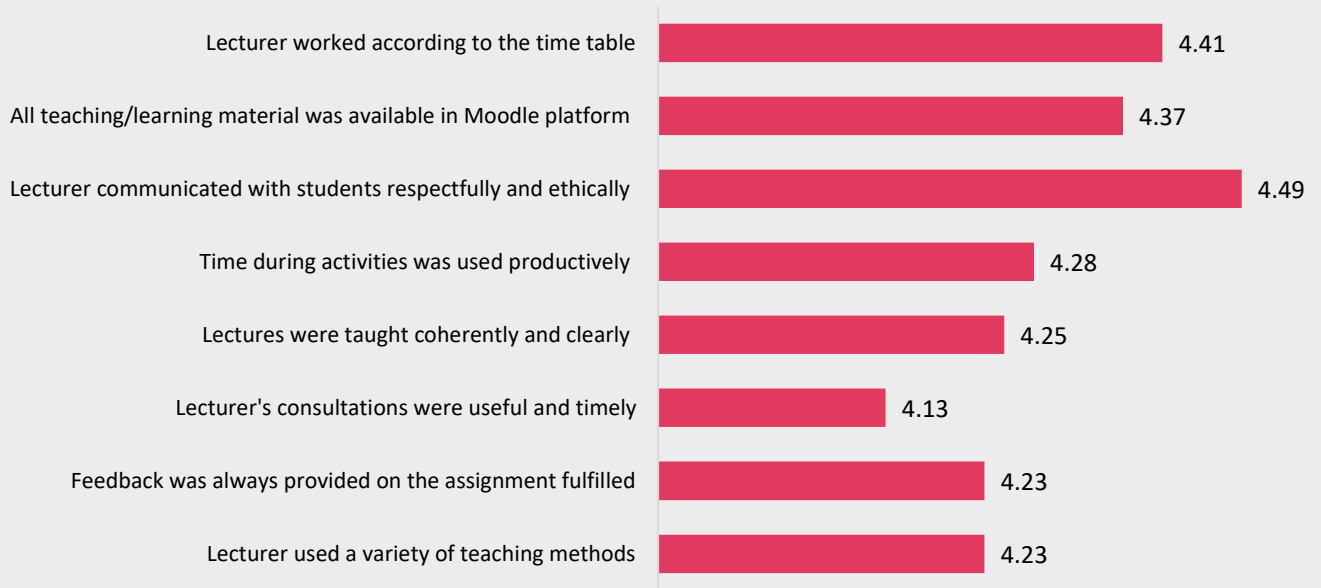 Lecturer worked according to the time table 4.41
All teaching/learning material was available in Moodle platform 4.37
Lecturer communicated with students respectfully and ethically 4.49
Time during activities was used productively 4.28
Lectures were taught coherently and clearly 4.25
Lecturer's consultations were useful and timely 4.13
Feedback was always provided on the assignment fulfilled 4.23
Lecturer used a variety of teaching methods 4.23